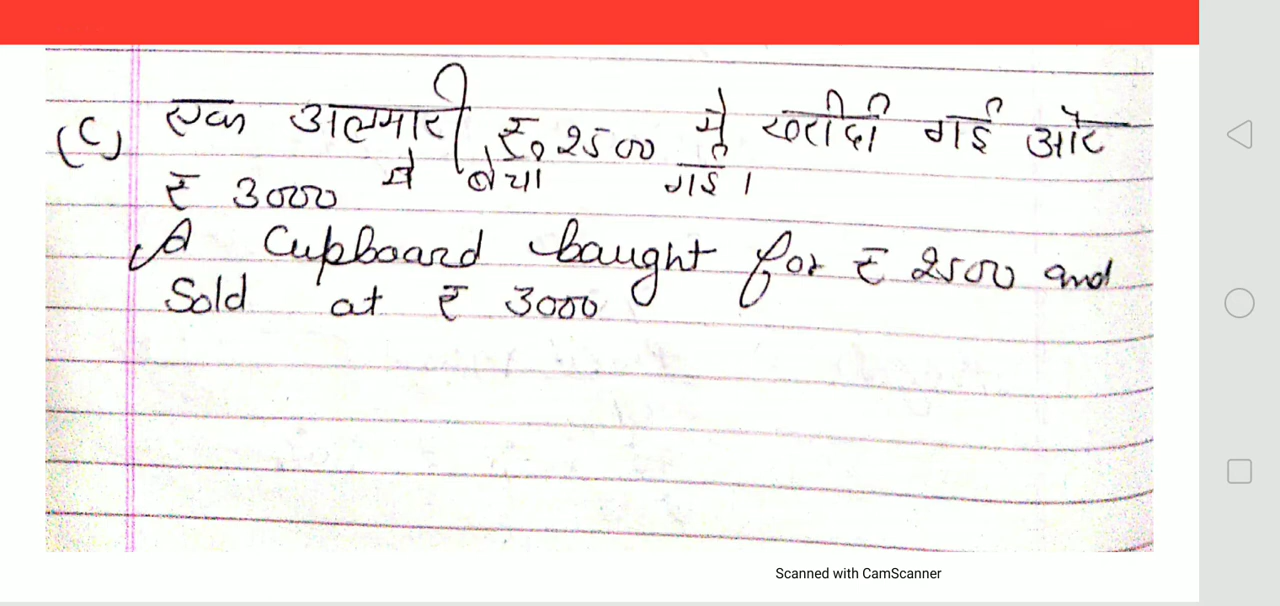 (C) एक अलमारी ₹0 2500 में खरीदी गई और
₹ 3000 मे बेचा गई।
A Cupboard baught for ₹ 2500 and
Sold at ₹ 3000
Scanned with CamScanner